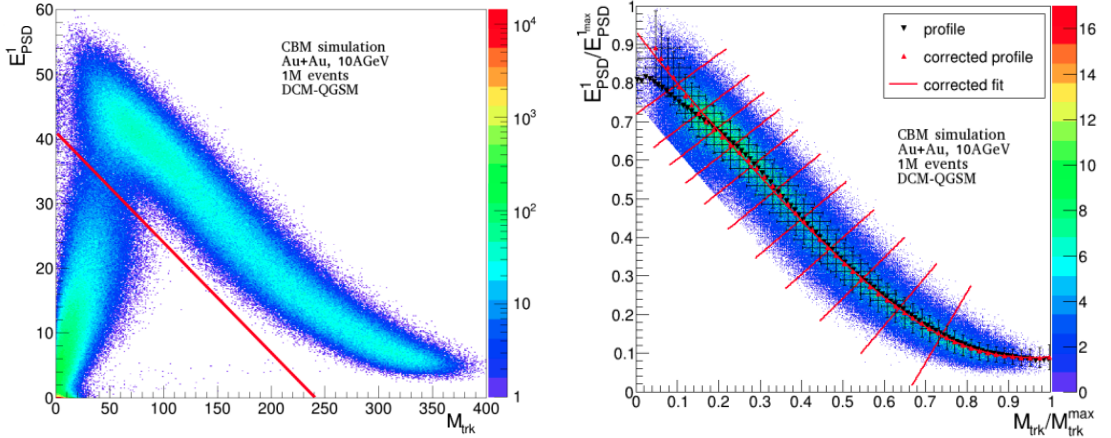 E¹PSD
60
50
40
30
20
10
0
CBM simulation
Au+Au, 10AGeV
1M events
DCM-QGSM
0 50 100 150 200 250 300 350 400
Mtrk
10⁴
10³
10²
10
1
E¹PSD/E¹maxPSD
1
0.9
0.8
0.7
0.6
0.5
0.4
0.3
0.2
0.1
0
profile
corrected profile
corrected fit
CBM simulation
Au+Au, 10AGeV
1M events
DCM-QGSM
0 0.1 0.2 0.3 0.4 0.5 0.6 0.7 0.8 0.9 1
Mtrk/Mmaxtrk
16
14
12
10
8
6
4
2
0